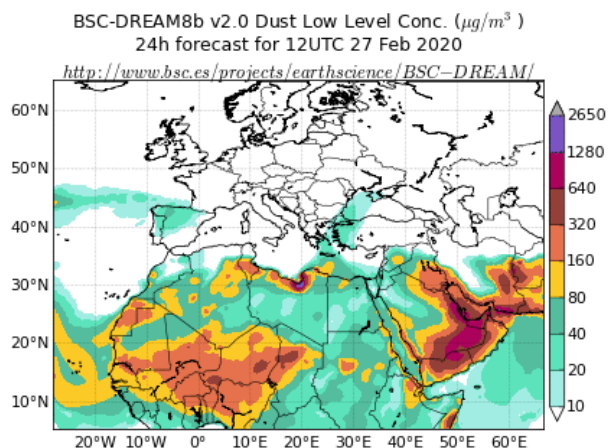 BSC-DREAM8b v2.0 Dust Low Level Conc. (μg/m³ )
24h forecast for 12UTC 27 Feb 2020
http://www.bsc.es/projects/earthscience/BSC−DREAM/
60°N
50°N
40°N
30°N
20°N
10°N
20°W 10°W 0° 10°E 20°E 30°E 40°E 50°E 60°E
2650
1280
640
320
160
80
40
20
10